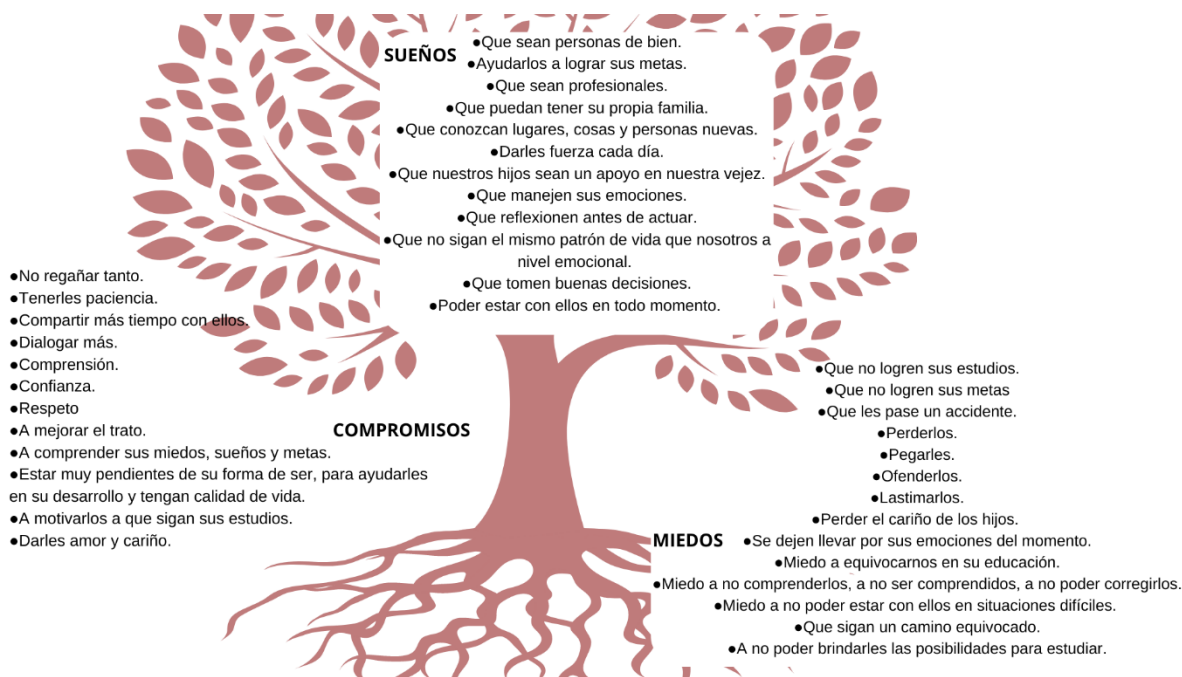 SUEÑOS
●Que sean personas de bien.
●Ayudarlos a lograr sus metas.
●Que sean profesionales.
●Que puedan tener su propia familia.
●Que conozcan lugares, cosas y personas nuevas.
●Darles fuerza cada día.
●Que nuestros hijos sean un apoyo en nuestra vejez.
●Que manejen sus emociones.
●Que reflexionen antes de actuar.
●Que no sigan el mismo patrón de vida que nosotros a
nivel emocional.
●Que tomen buenas decisiones.
●Poder estar con ellos en todo momento.
COMPROMISOS
●No regañar tanto.
●Tenerles paciencia.
●Compartir más tiempo con ellos.
●Dialogar más.
●Comprensión.
●Confianza.
●Respeto
●A mejorar el trato.
●A comprender sus miedos, sueños y metas.
●Estar muy pendientes de su forma de ser, para ayudarles
en su desarrollo y tengan calidad de vida.
●A motivarlos a que sigan sus estudios.
●Darles amor y cariño.
MIEDOS
●Que no logren sus estudios.
●Que no logren sus metas
●Que les pase un accidente.
●Perderlos.
●Pegarles.
●Ofenderlos.
●Lastimarlos.
●Perder el cariño de los hijos.
●Se dejen llevar por sus emociones del momento.
●Miedo a equivocarnos en su educación.
●Miedo a no comprenderlos, a no ser comprendidos, a no poder corregirlos.
●Miedo a no poder estar con ellos en situaciones difíciles.
●Que sigan un camino equivocado.
●A no poder brindarles las posibilidades para estudiar.